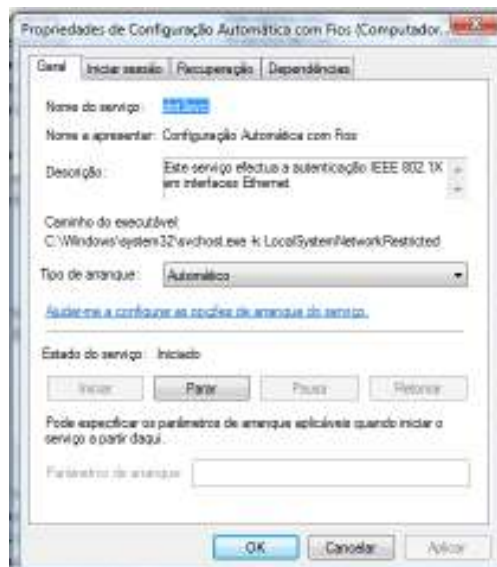 Propriedades de Configuração Automática com Fios (Computador...
Geral Iniciar sessão Recuperação Dependências
Nome do serviço:
Nome a apresentar: Configuração Automática com Fios
Descrição: Este serviço efectua a autenticação IEEE 802.1X
em interfaces Ethernet
Caminho do executável:
C:\Windows\system32\svchost.exe -k LocalSystemNetworkRestricted
Tipo de arranque: Automático
Ajudar-me a configurar as opções de arranque do serviço.
Estado do serviço: Iniciado
Iniciar Parar Pausa Retomar
Pode especificar os parâmetros de arranque aplicáveis quando iniciar o
serviço a partir daqui.
Parâmetros de arranque:
OK Cancelar Aplicar